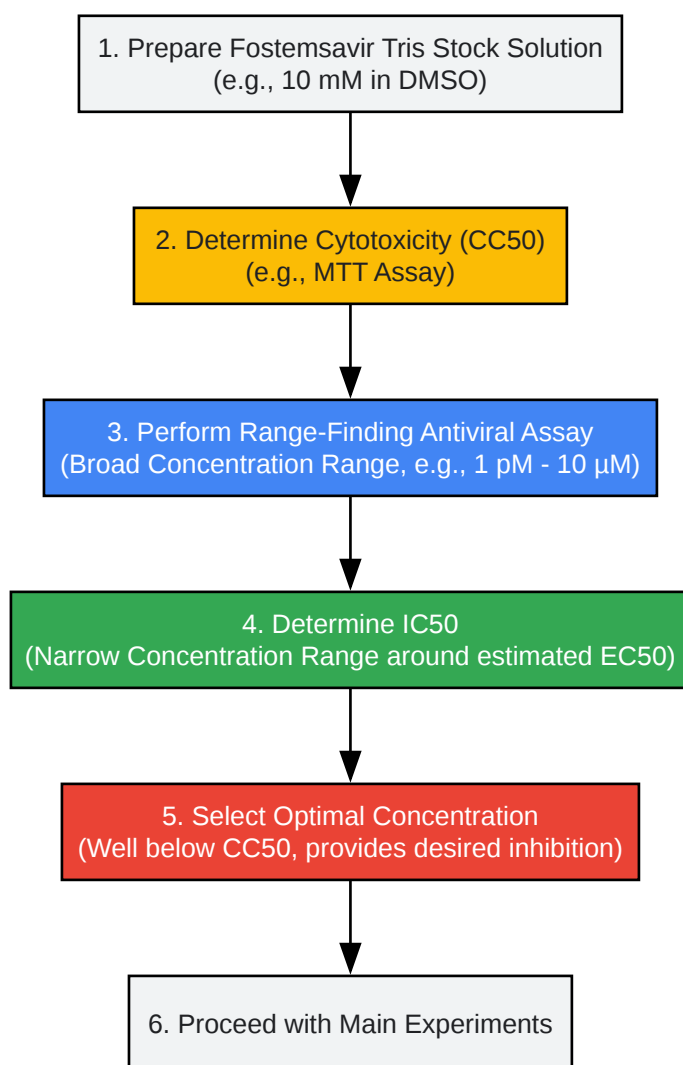 1. Prepare Fostemsavir Tris Stock Solution
(e.g., 10 mM in DMSO)
2. Determine Cytotoxicity (CC50)
(e.g., MTT Assay)
3. Perform Range-Finding Antiviral Assay
(Broad Concentration Range, e.g., 1 pM - 10 µM)
4. Determine IC50
(Narrow Concentration Range around estimated EC50)
5. Select Optimal Concentration
(Well below CC50, provides desired inhibition)
6. Proceed with Main Experiments